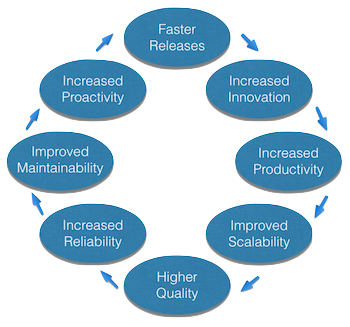 Faster
Releases
Increased
Innovation
Increased
Productivity
Improved
Scalability
Higher
Quality
Increased
Reliability
Improved
Maintainability
Increased
Proactivity